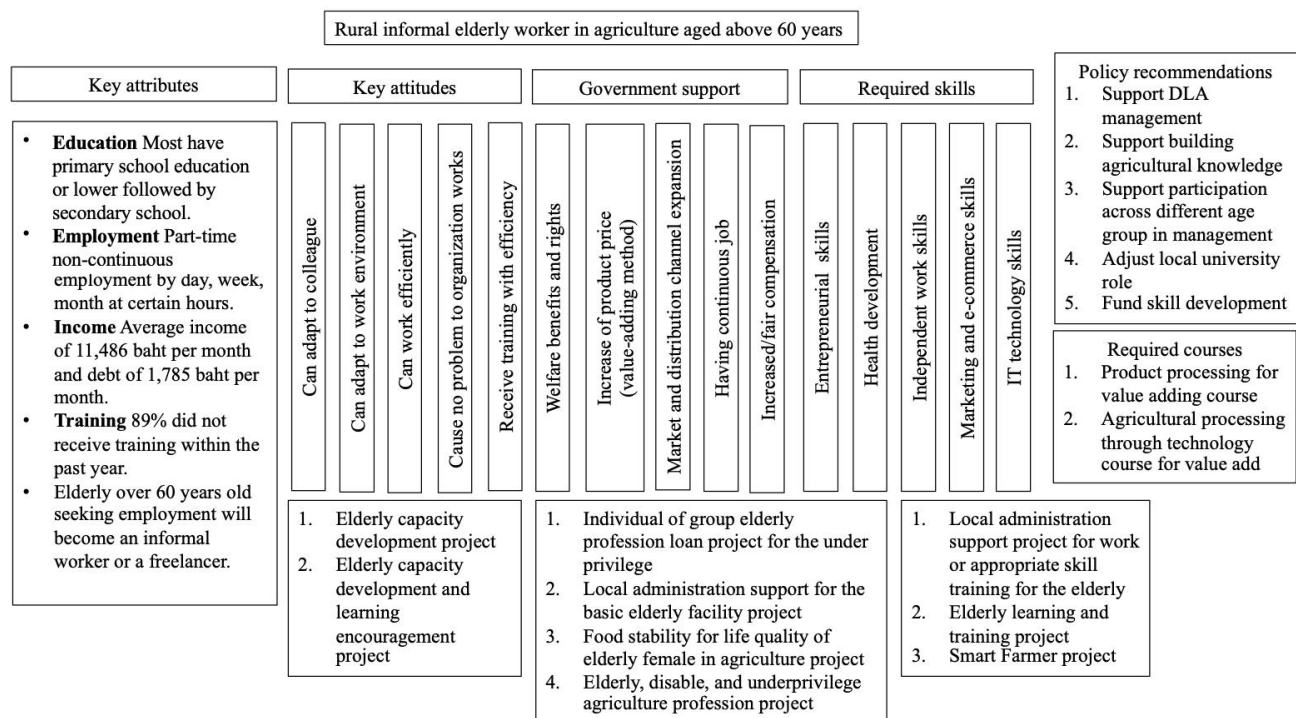 Rural informal elderly worker in agriculture aged above 60 years
Key attributes
• Education Most have
primary school education
or lower followed by
secondary school.
• Employment Part-time
non-continuous
employment by day, week,
month at certain hours.
• Income Average income
of 11,486 baht per month
and debt of 1,785 baht per
month.
• Training 89% did not
receive training within the
past year.
• Elderly over 60 years old
seeking employment will
become an informal
worker or a freelancer.
Key attitudes
Can adapt to colleague
Can adapt to work environment
Can work efficiently
Cause no problem to organization works
Receive training with efficiency
1. Elderly capacity
development project
2. Elderly capacity
development and
learning
encouragement
project
Government support
Welfare benefits and rights
Increase of product price
(value-adding method)
Market and distribution channel expansion
Having continuous job
Increased/fair compensation
1. Individual of group elderly
profession loan project for the under
privilege
2. Local administration support for the
basic elderly facility project
3. Food stability for life quality of
elderly female in agriculture project
4. Elderly, disable, and underprivilege
agriculture profession project
Required skills
Entrepreneurial skills
Health development
Independent work skills
Marketing and e-commerce skills
IT technology skills
1. Local administration
support project for work
or appropriate skill
training for the elderly
2. Elderly learning and
training project
3. Smart Farmer project
Policy recommendations
1. Support DLA
management
2. Support building
agricultural knowledge
3. Support participation
across different age
group in management
4. Adjust local university
role
5. Fund skill development
Required courses
1. Product processing for
value adding course
2. Agricultural processing
through technology
course for value add